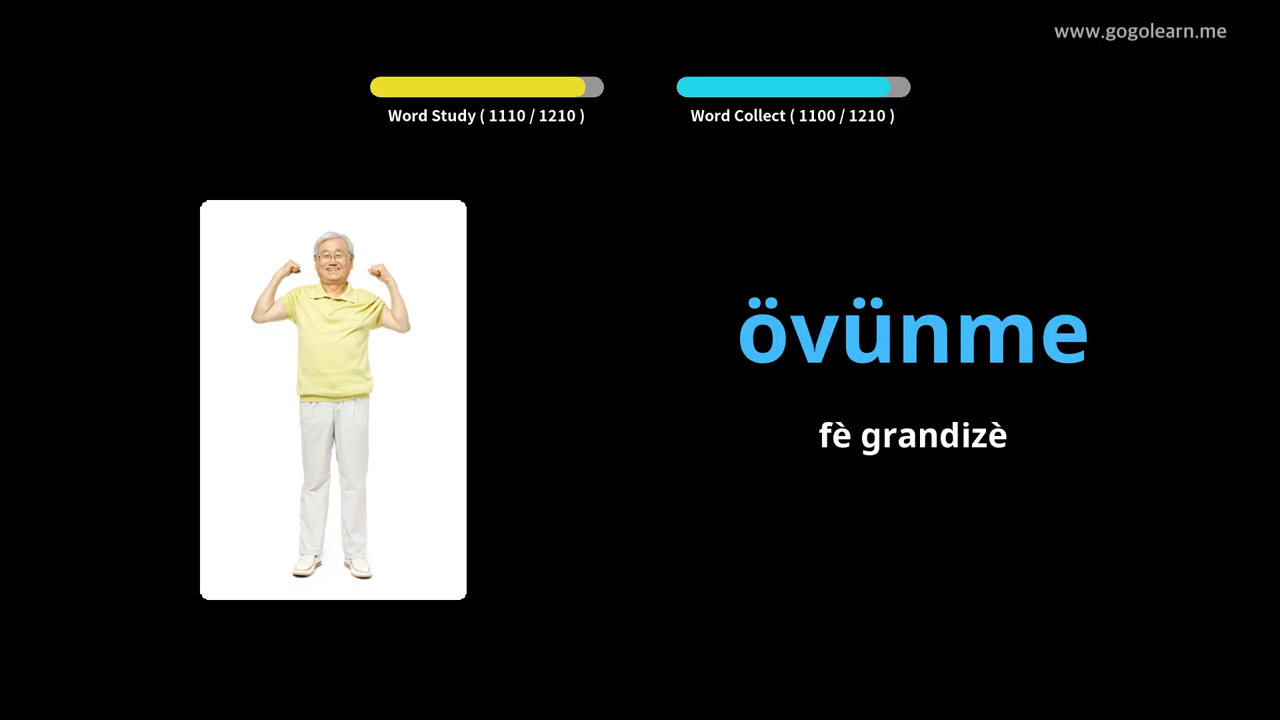 www.gogolearn.me
Word Study ( 1110 / 1210 )
Word Collect ( 1100 / 1210 )
övünme
fè grandizè